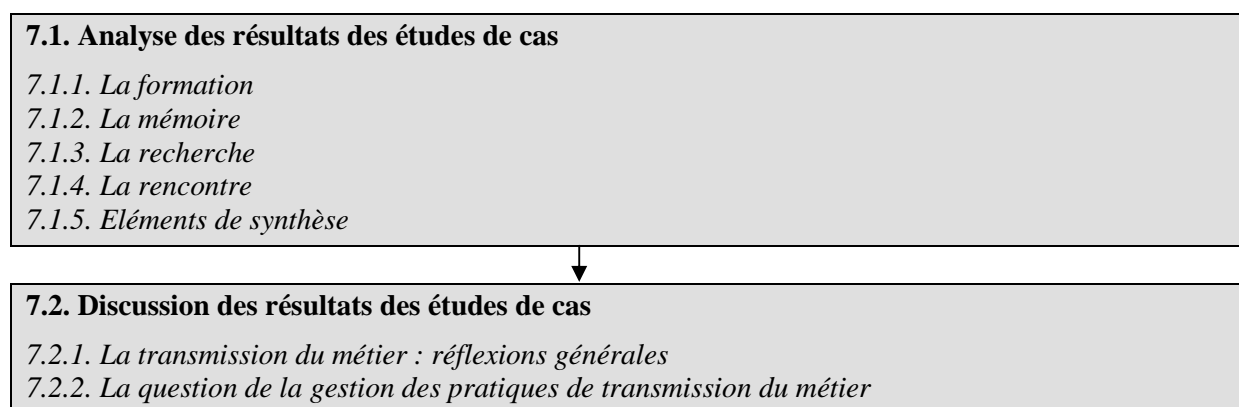 7.1. Analyse des résultats des études de cas
7.1.1. La formation
7.1.2. La mémoire
7.1.3. La recherche
7.1.4. La rencontre
7.1.5. Eléments de synthèse
7.2. Discussion des résultats des études de cas
7.2.1. La transmission du métier : réflexions générales
7.2.2. La question de la gestion des pratiques de transmission du métier